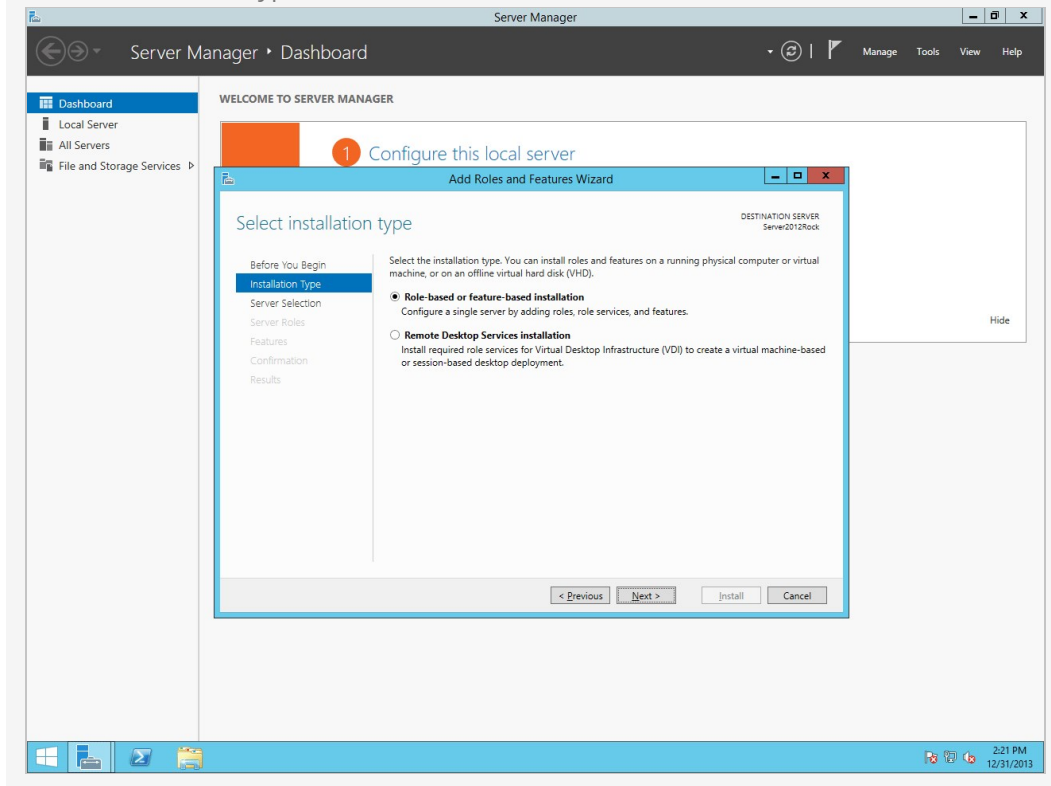 Server Manager
Server Manager • Dashboard
Manage Tools View Help
Dashboard
Local Server
All Servers
File and Storage Services
WELCOME TO SERVER MANAGER
1 Configure this local server
Hide
Add Roles and Features Wizard
Select installation type
DESTINATION SERVER
Server2012Rock
Before You Begin
Installation Type
Server Selection
Server Roles
Features
Confirmation
Results
Select the installation type. You can install roles and features on a running physical computer or virtual
machine, or on an offline virtual hard disk (VHD).
Role-based or feature-based installation
Configure a single server by adding roles, role services, and features.
Remote Desktop Services installation
Install required role services for Virtual Desktop Infrastructure (VDI) to create a virtual machine-based
or session-based desktop deployment.
< Previous Next > Install Cancel
2:21 PM
12/31/2013